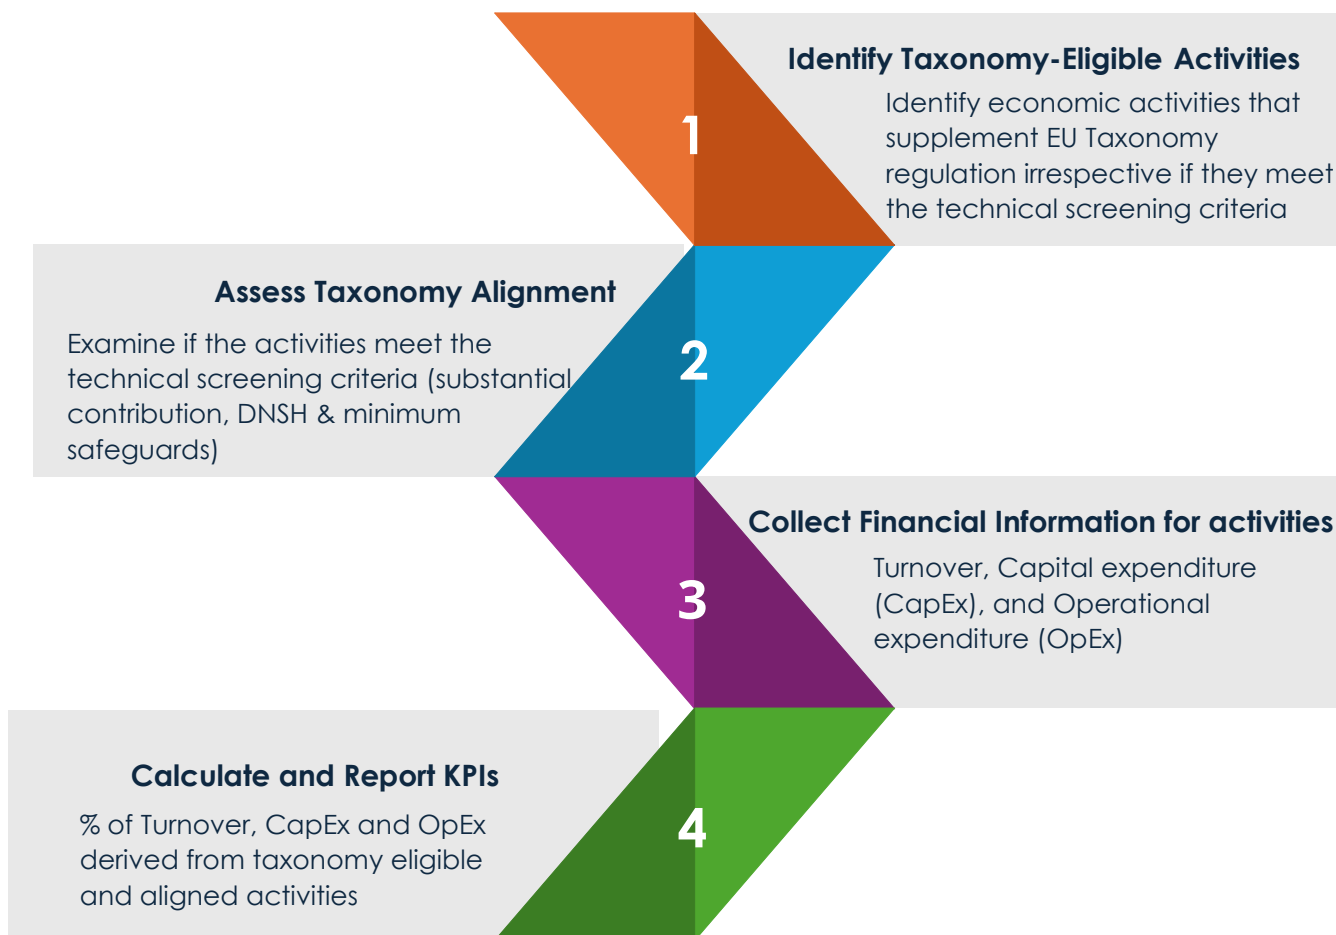 1
Identify Taxonomy-Eligible Activities
Identify economic activities that
supplement EU Taxonomy
regulation irrespective if they meet
the technical screening criteria
2
Assess Taxonomy Alignment
Examine if the activities meet the
technical screening criteria (substantial
contribution, DNSH & minimum
safeguards)
3
Collect Financial Information for activities
Turnover, Capital expenditure
(CapEx), and Operational
expenditure (OpEx)
4
Calculate and Report KPIs
% of Turnover, CapEx and OpEx
derived from taxonomy eligible
and aligned activities